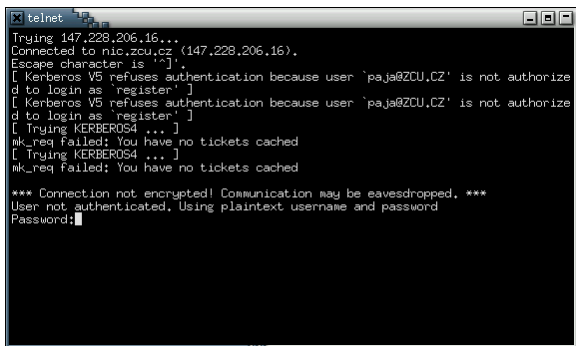 telnet
Trying 147.228.206.16...
Connected to nic.zcu.cz (147.228.206.16).
Escape character is '^]'.
[ Kerberos V5 refuses authentication because user `paja@ZCU.CZ' is not authorize
d to login as `register' ]
[ Kerberos V5 refuses authentication because user `paja@ZCU.CZ' is not authorize
d to login as `register' ]
[ Trying KERBEROS4 ... ]
mk_req failed: You have no tickets cached
[ Trying KERBEROS4 ... ]
mk_req failed: You have no tickets cached
*** Connection not encrypted! Communication may be eavesdropped. ***
User not authenticated. Using plaintext username and password
Password: